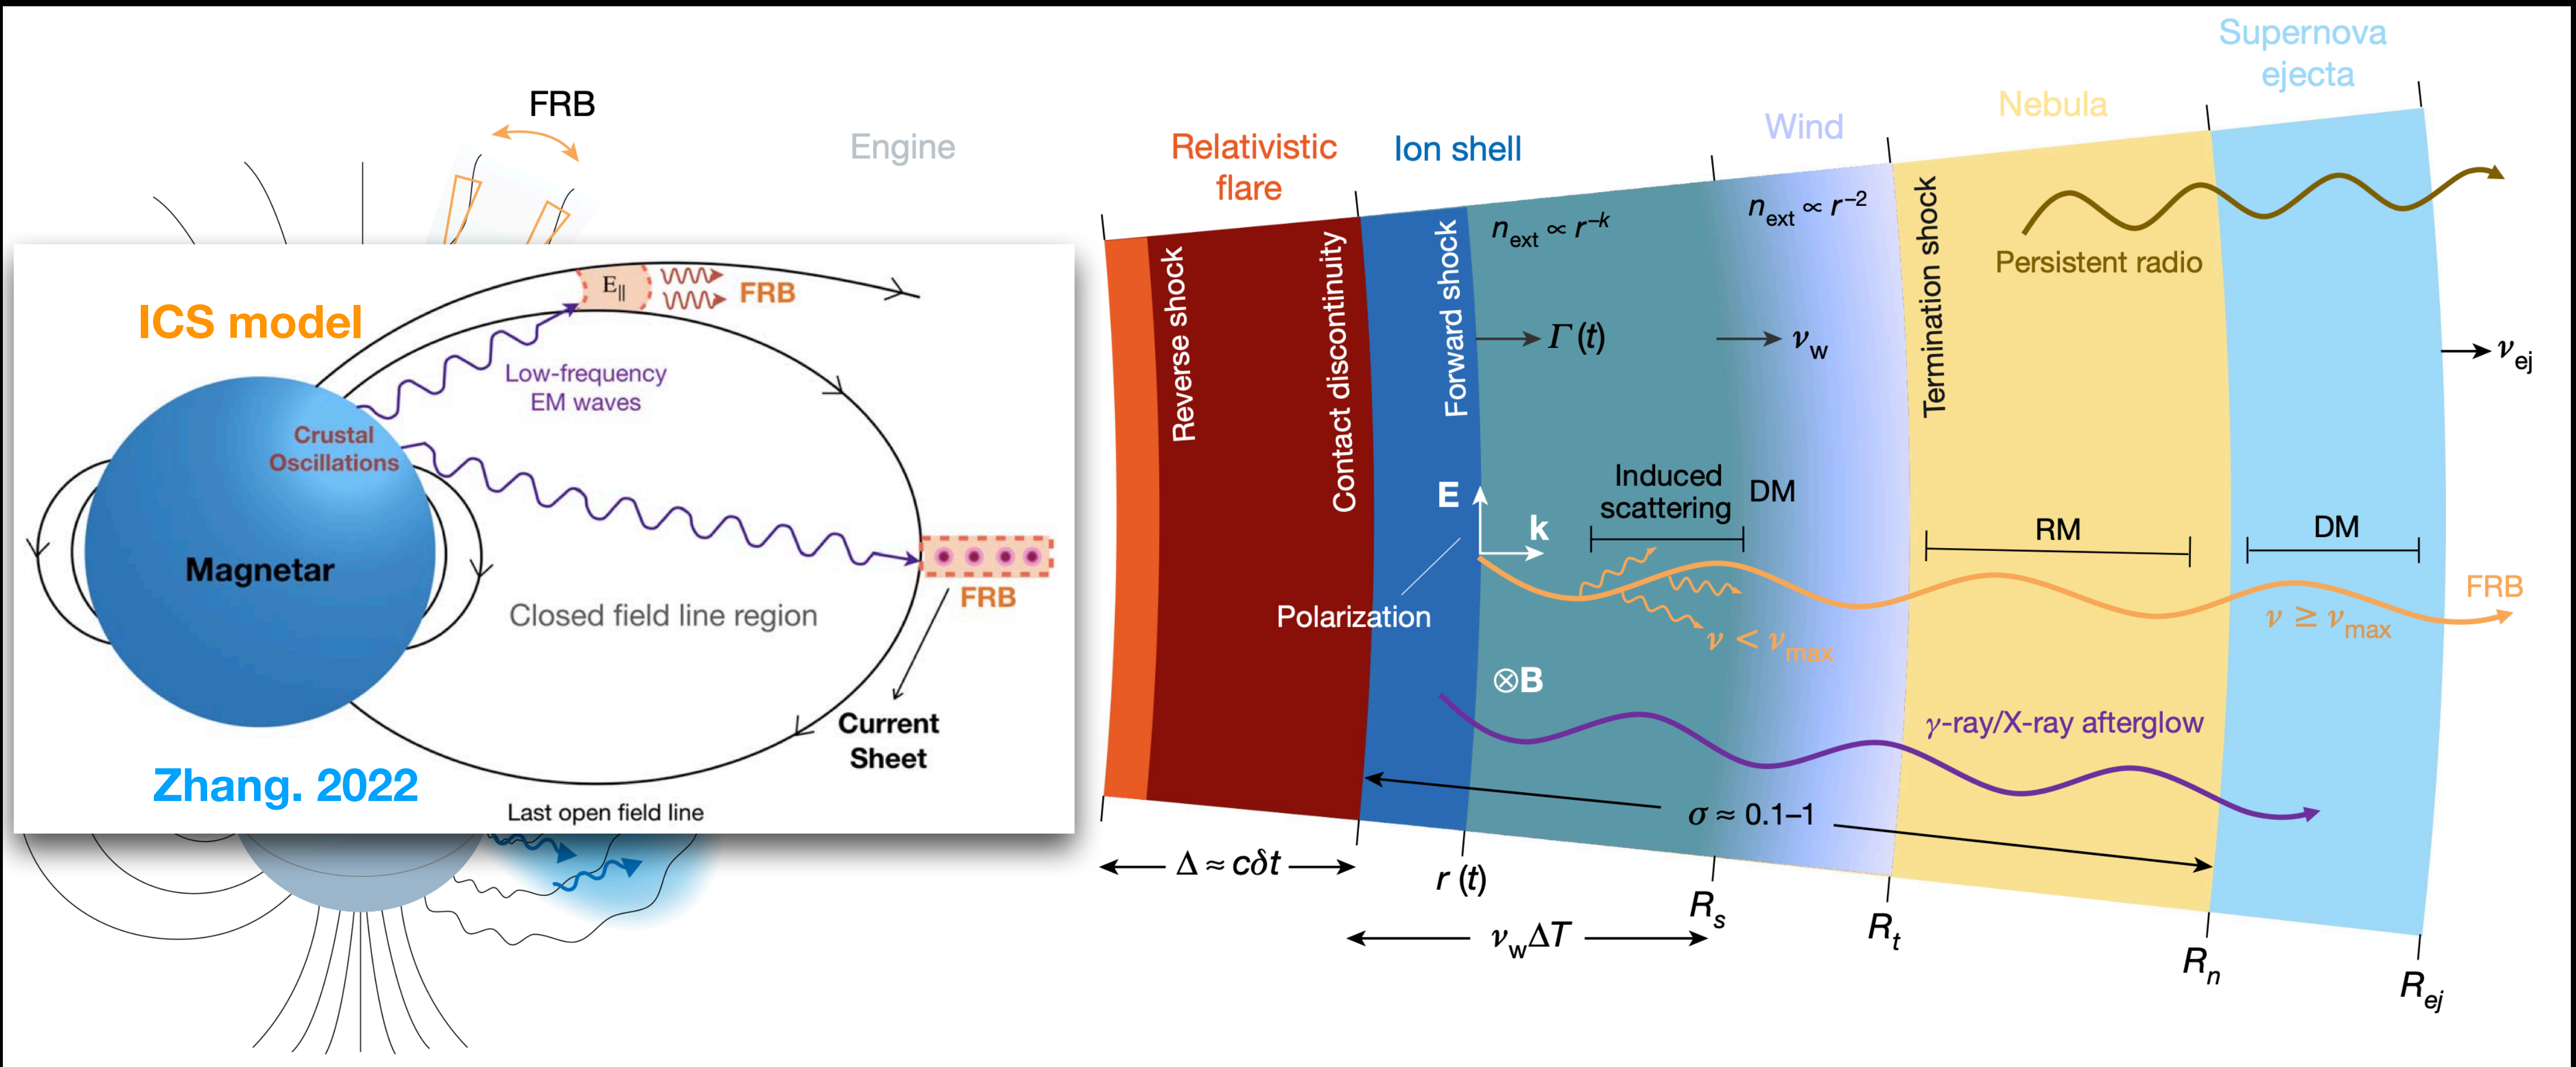 FRB
Engine
ICS model
E||
FRB
Low-frequency
EM waves
Crustal
Oscillations
Magnetar
Closed field line region
FRB
Current
Sheet
Zhang. 2022
Last open field line
Relativistic
flare
Ion shell
Wind
Nebula
Supernova
ejecta
Reverse shock
Contact discontinuity
Forward shock
n_ext ∝ r^–k
n_ext ∝ r^–2
Termination shock
Persistent radio
Γ (t)
ν_w
ν_ej
Induced
scattering
DM
E
k
RM
DM
Polarization
ν < ν_max
ν ≥ ν_max
FRB
⊗B
γ-ray/X-ray afterglow
σ ≈ 0.1–1
Δ ≈ cδt
r (t)
R_s
R_t
R_n
R_ej
ν_wΔT